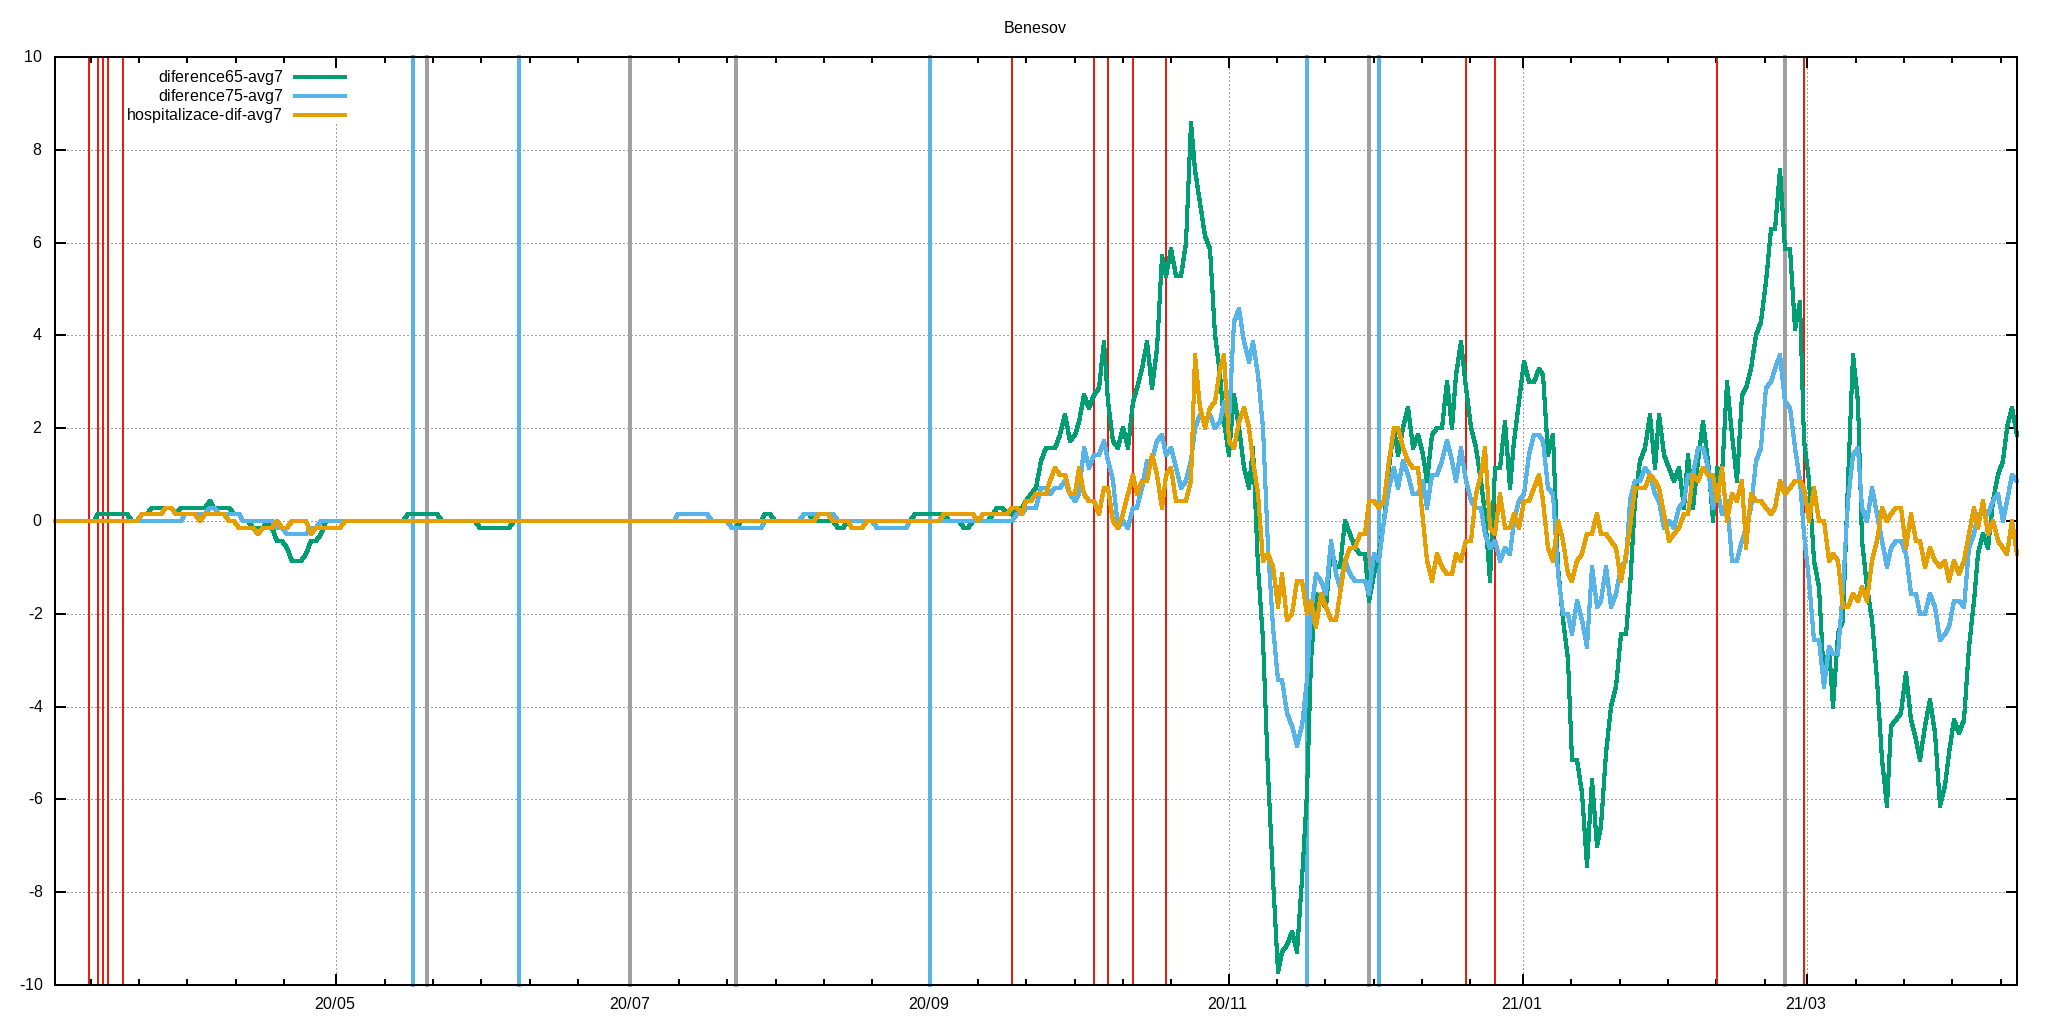 Benesov
10
diference65-avg7
diference75-avg7
hospitalizace-dif-avg7
8
6
4
2
0
-2
-4
-6
-8
-10
20/05 20/07 20/09 20/11 21/01 21/03